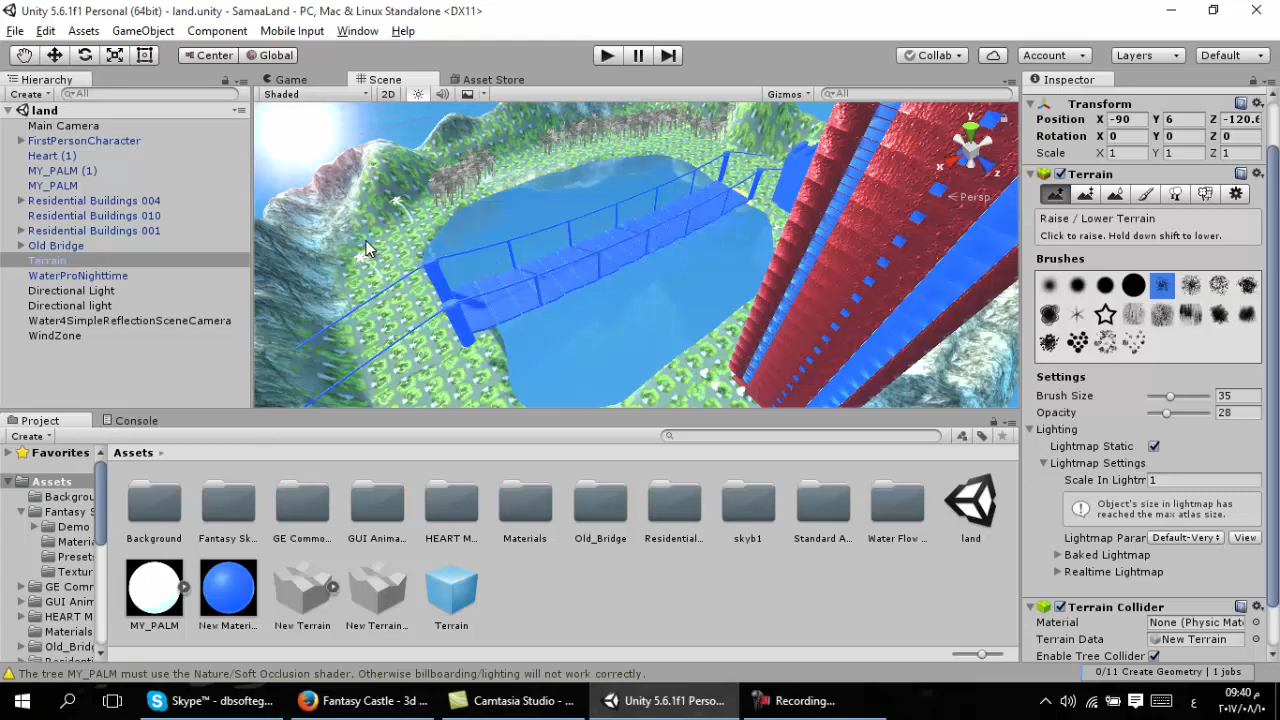 Unity 5.6.1f1 Personal (64bit) - land.unity - SamaaLand - PC, Mac & Linux Standalone <DX11>
File Edit Assets GameObject Component Mobile Input Window Help
Center Global Collab Account Layers Default
Hierarchy
Create All
land
Main Camera
FirstPersonCharacter
Heart (1)
MY_PALM (1)
MY_PALM
Residential Buildings 004
Residential Buildings 010
Residential Buildings 001
Old Bridge
Terrain
WaterProNighttime
Directional Light
Directional light
Water4SimpleReflectionSceneCamera
WindZone
Game Scene Asset Store
Shaded 2D Gizmos All
y
x
z
Persp
Inspector
Transform
Position X -90 Y 6 Z -120.6
Rotation X 0 Y 0 Z 0
Scale X 1 Y 1 Z 1
Terrain
Raise / Lower Terrain
Click to raise. Hold down shift to lower.
Brushes
Settings
Brush Size 35
Opacity 28
Lighting
Lightmap Static
Lightmap Settings
Scale In Lightm 1
Object's size in lightmap has
reached the max atlas size.
Lightmap Parar Default-Very View
Baked Lightmap
Realtime Lightmap
Terrain Collider
Material None (Physic Mate
Terrain Data New Terrain
Enable Tree Collider
Project Console
Create
Favorites
Assets
Backgrou
Fantasy S
Demo
Material
Presets
Textur
GE Comm
GUI Anim
HEART M
Materials
Old_Bridg
Assets
Background Fantasy Sk... GE Commo... GUI Anima... HEART M... Materials Old_Bridge Residential... skyb1 Standard A... Water Flow ... land
MY_PALM New Materi... New Terrain New Terrain... Terrain
The tree MY_PALM must use the Nature/Soft Occlusion shader. Otherwise billboarding/lighting will not work correctly.
0/11 Create Geometry | 1 jobs
Skype™ - dbsofteg... Fantasy Castle - 3d ... Camtasia Studio - ... Unity 5.6.1f1 Perso... Recording...
ع
09:40 م
٢٠١٧/٠٨/١٠